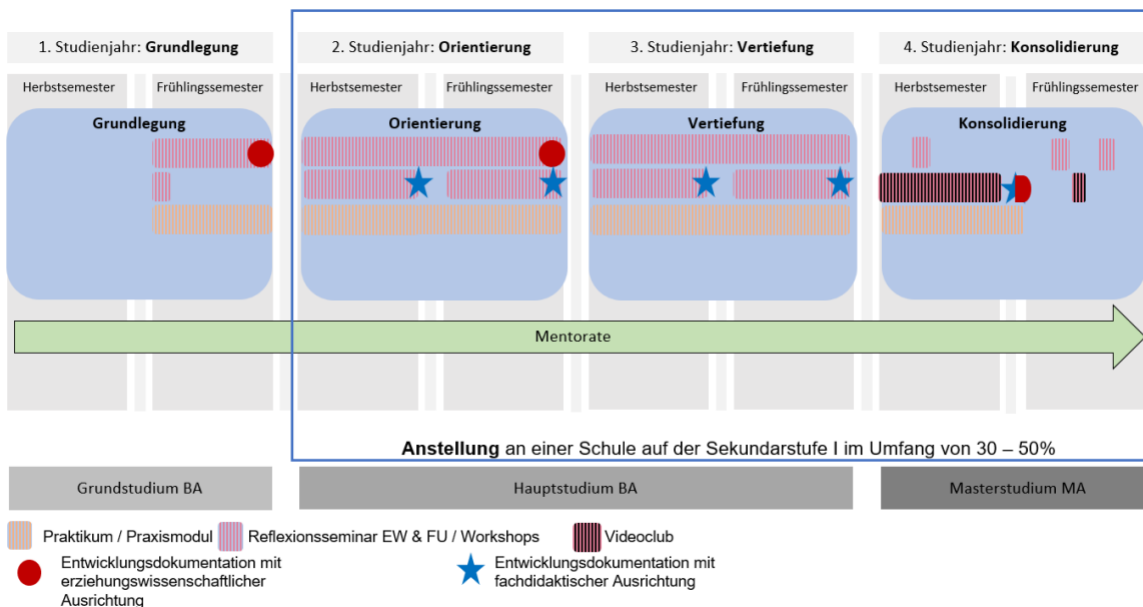 1. Studienjahr: Grundlegung
2. Studienjahr: Orientierung
3. Studienjahr: Vertiefung
4. Studienjahr: Konsolidierung
Herbstsemester
Frühlingssemester
Herbstsemester
Frühlingssemester
Herbstsemester
Frühlingssemester
Herbstsemester
Frühlingssemester
Grundlegung
Orientierung
Vertiefung
Konsolidierung
Mentorate
Anstellung an einer Schule auf der Sekundarstufe I im Umfang von 30 – 50%
Grundstudium BA
Hauptstudium BA
Masterstudium MA
Praktikum / Praxismodul
Reflexionsseminar EW & FU / Workshops
Videoclub
Entwicklungsdokumentation mit
erziehungswissenschaftlicher
Ausrichtung
Entwicklungsdokumentation mit
fachdidaktischer Ausrichtung